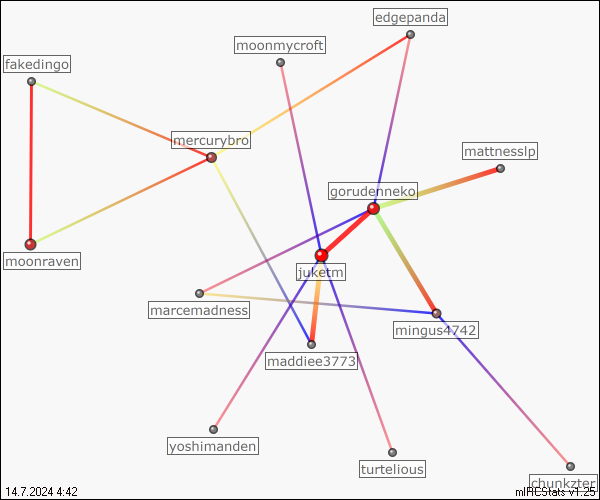 edgepanda
moonmycroft
fakedingo
mercurybro
mattnesslp
gorudenneko
moonraven
juketm
marcemadness
mingus4742
maddiee3773
yoshimanden
turtelious
chunkzter
14.7.2024 4:42
mIRCStats v1.25